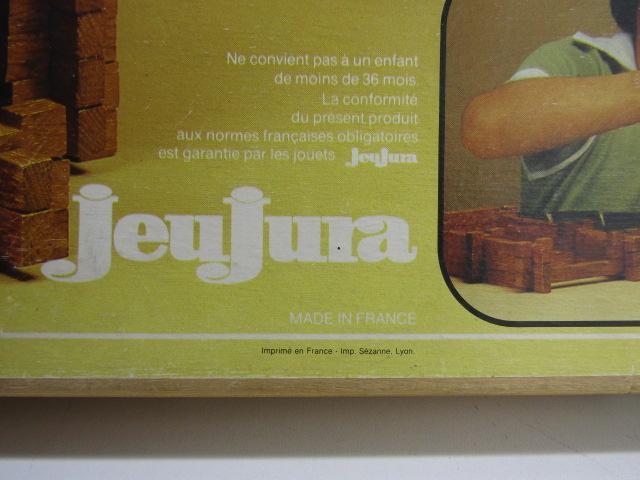 Ne convient pas à un enfant
de moins de 36 mois.
La conformité
du présent produit
aux normes françaises obligatoires
est garantie par les jouets jeujura
jeujura
MADE IN FRANCE
Imprimé en France - Imp. Sézanne. Lyon.